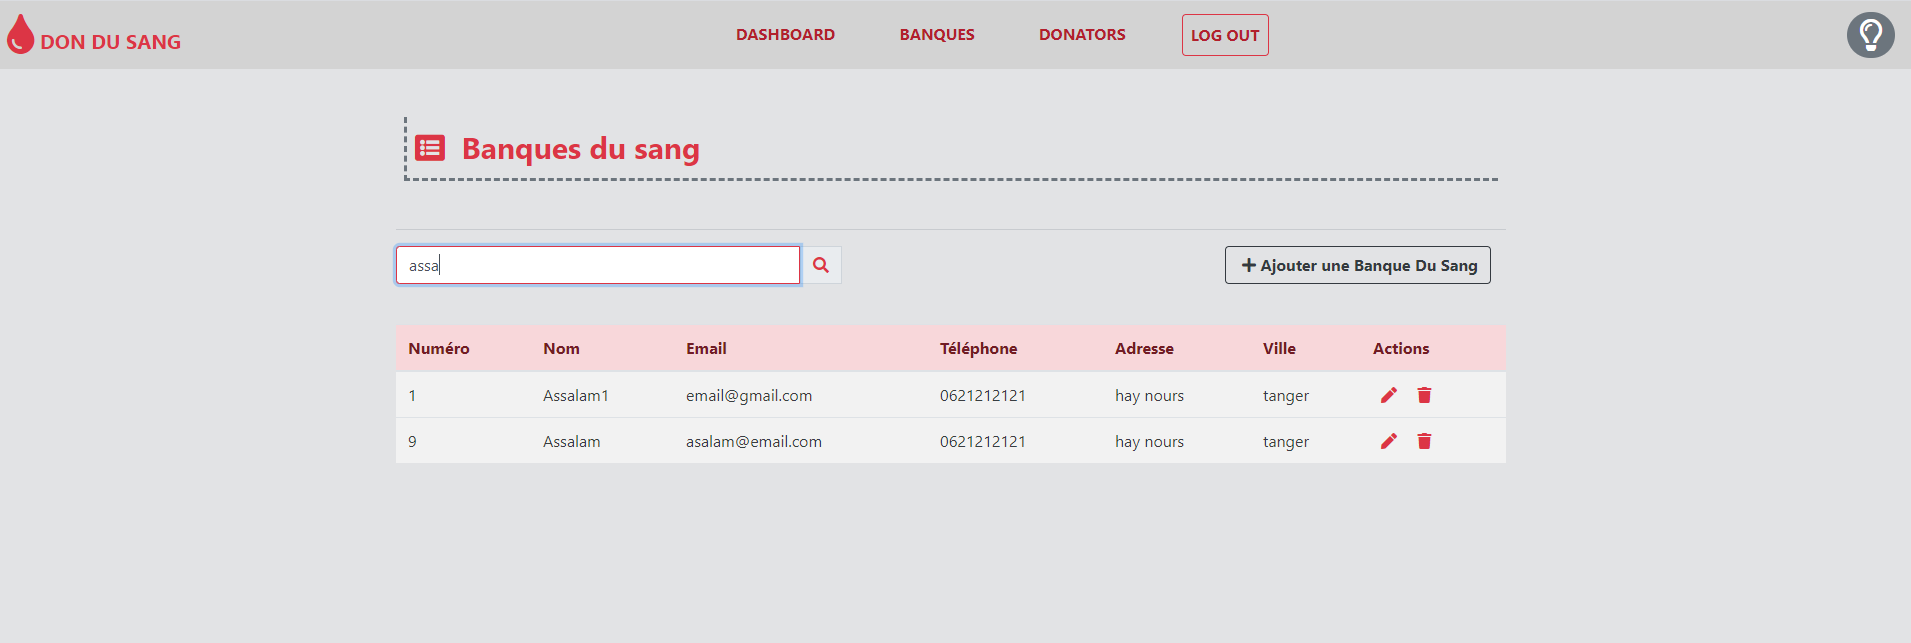 DON DU SANG
DASHBOARD BANQUES DONATORS LOG OUT
Banques du sang
assa
Ajouter une Banque Du Sang
Numéro Nom Email Téléphone Adresse Ville Actions
1 Assalam1 email@gmail.com 0621212121 hay nours tanger
9 Assalam asalam@email.com 0621212121 hay nours tanger